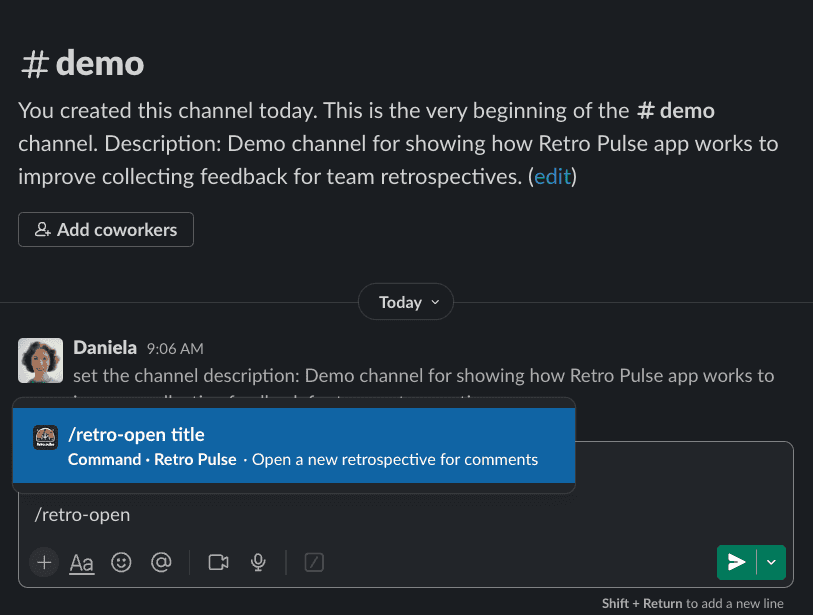 # demo
You created this channel today. This is the very beginning of the # demo
channel. Description: Demo channel for showing how Retro Pulse app works to
improve collecting feedback for team retrospectives. (edit)
Add coworkers
Today
Daniela 9:06 AM
set the channel description: Demo channel for showing how Retro Pulse app works to
/retro-open title
Command · Retro Pulse · Open a new retrospective for comments
/retro-open
Aa
Shift + Return to add a new line